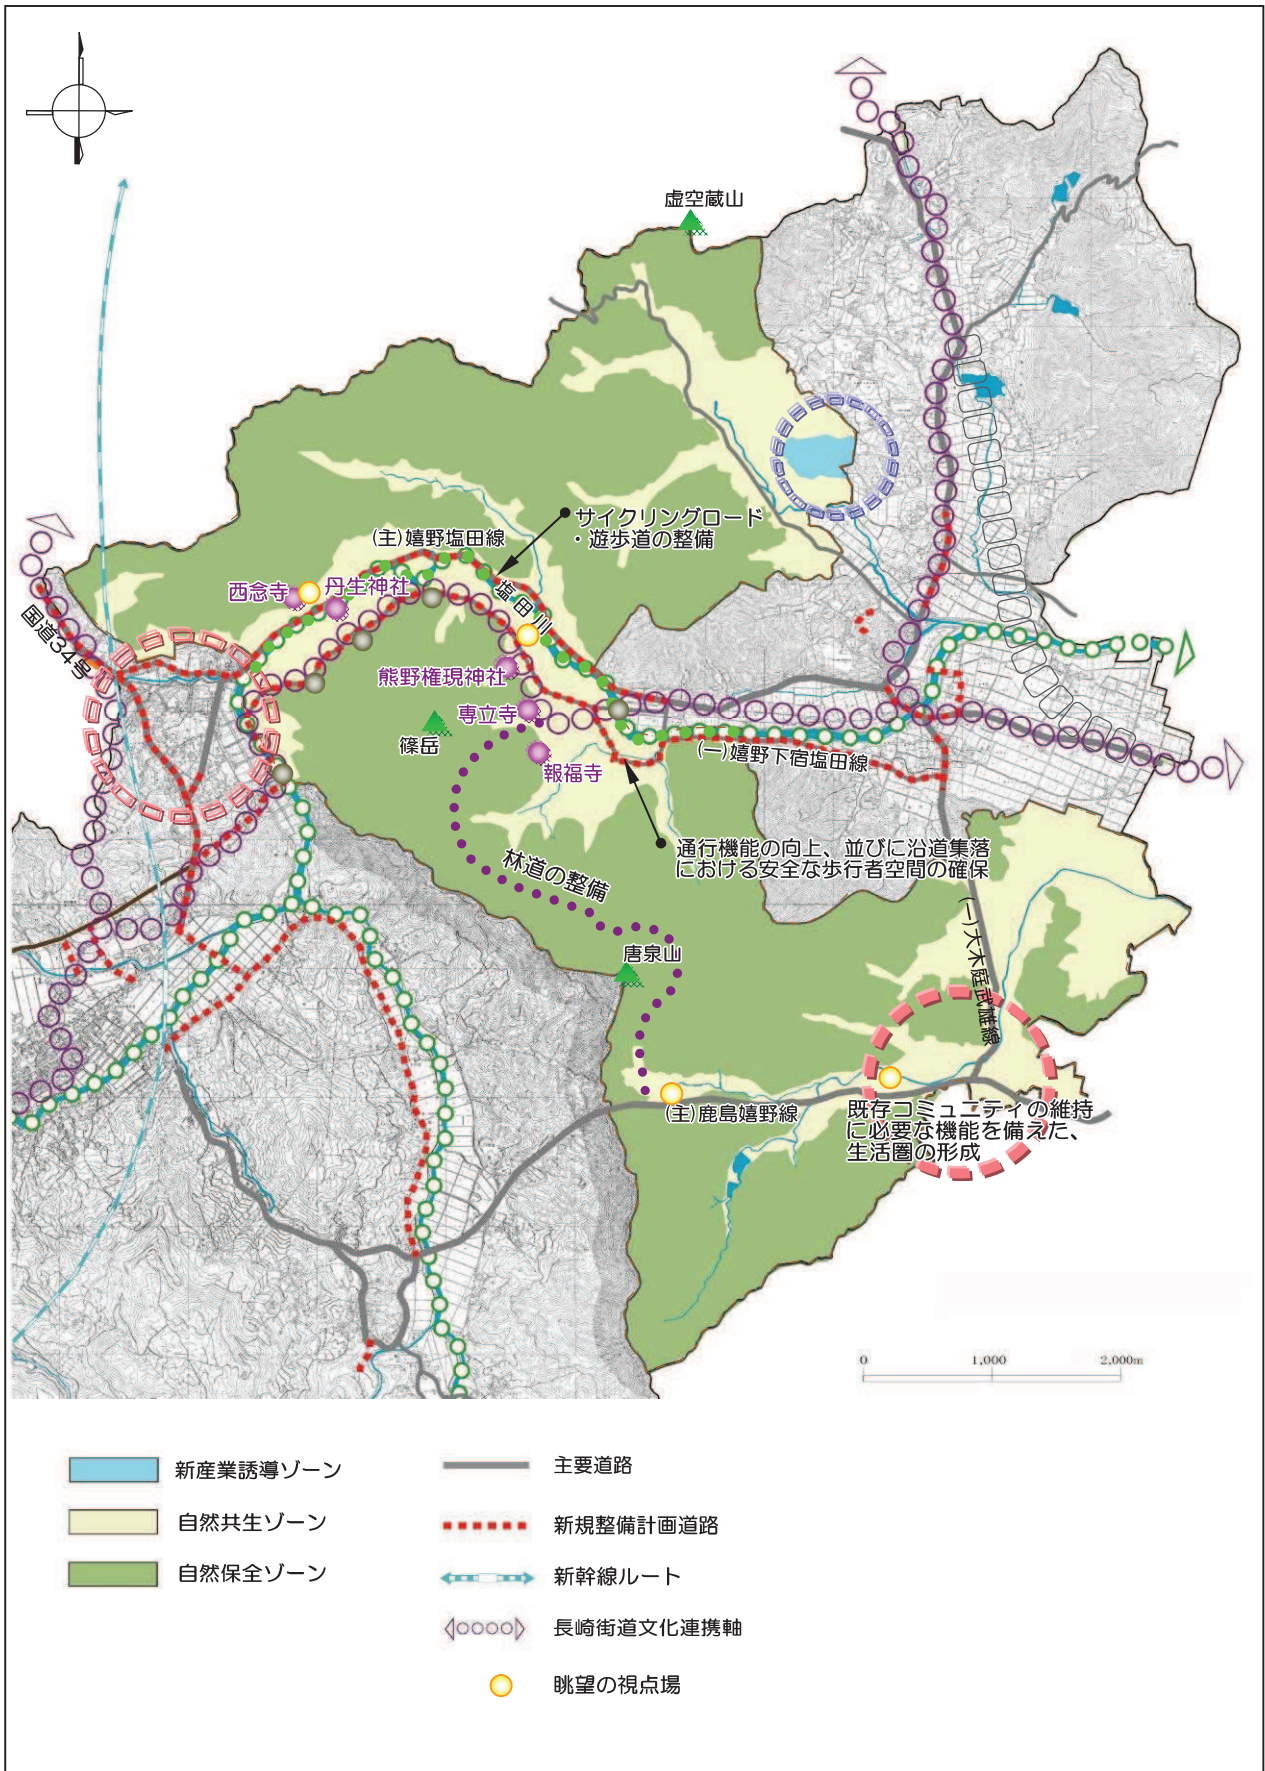 虚空蔵山
サイクリングロード
・遊歩道の整備
(主)嬉野塩田線
塩田川
西念寺
丹生神社
国道34号
熊野権現神社
専立寺
篠岳
報福寺
(一)嬉野下宿塩田線
通行機能の向上、並びに沿道集落
における安全な歩行者空間の確保
林道の整備
(一)大木庭武雄線
唐泉山
(主)鹿島嬉野線
既存コミュニティの維持
に必要な機能を備えた、
生活圏の形成
0 1,000 2,000m
新産業誘導ゾーン
自然共生ゾーン
自然保全ゾーン
主要道路
新規整備計画道路
新幹線ルート
長崎街道文化連携軸
眺望の視点場